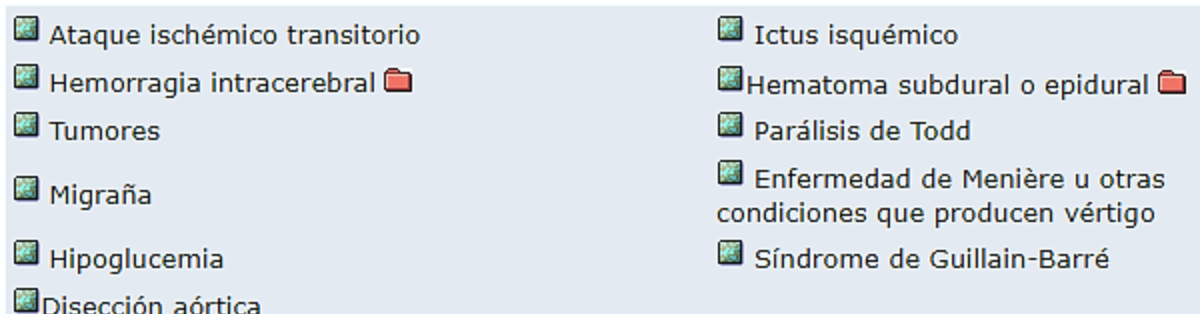 Ataque ischémico transitorio
Ictus isquémico
Hemorragia intracerebral
Hematoma subdural o epidural
Tumores
Parálisis de Todd
Migraña
Enfermedad de Menière u otras
condiciones que producen vértigo
Hipoglucemia
Síndrome de Guillain-Barré
Disección aórtica